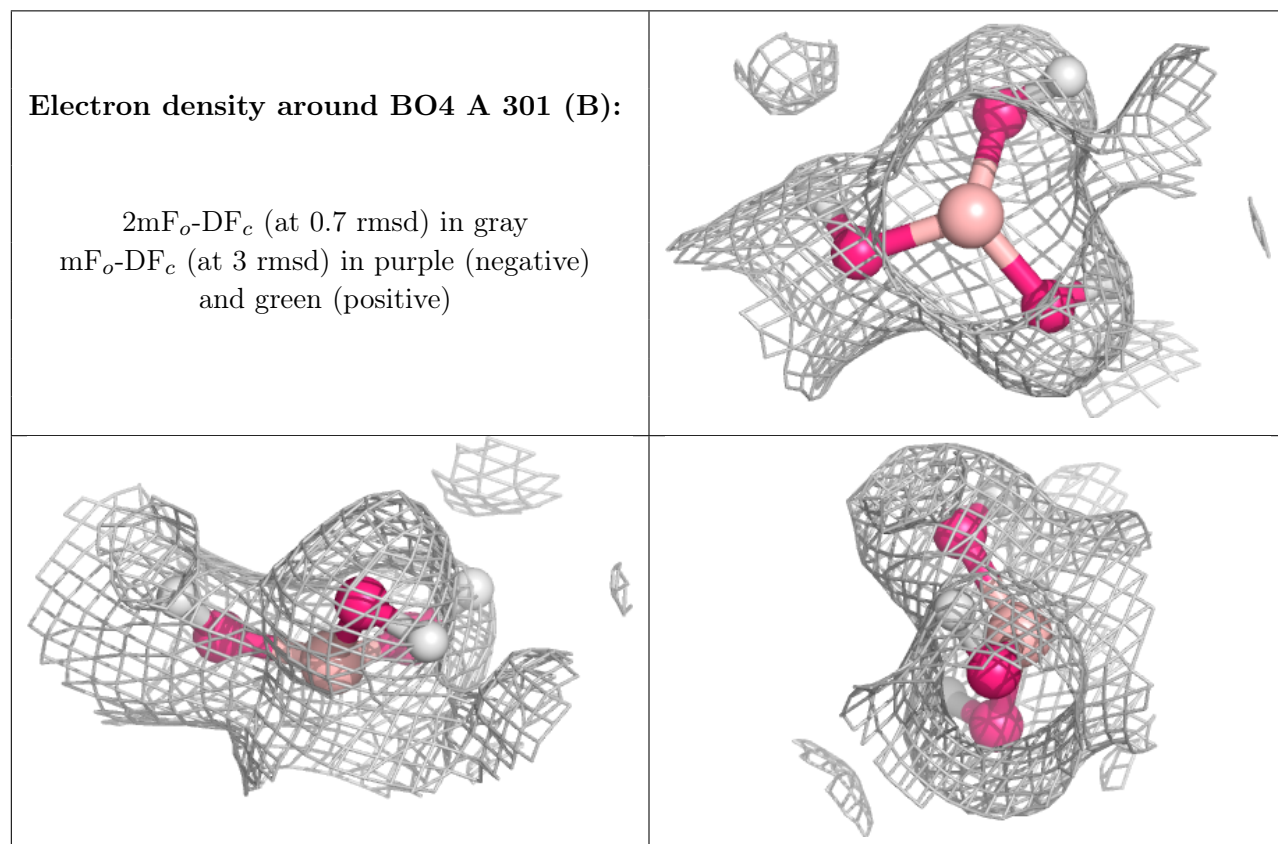 Electron density around BO4 A 301 (B):
2mFo-DFc (at 0.7 rmsd) in gray
mFo-DFc (at 3 rmsd) in purple (negative)
and green (positive)